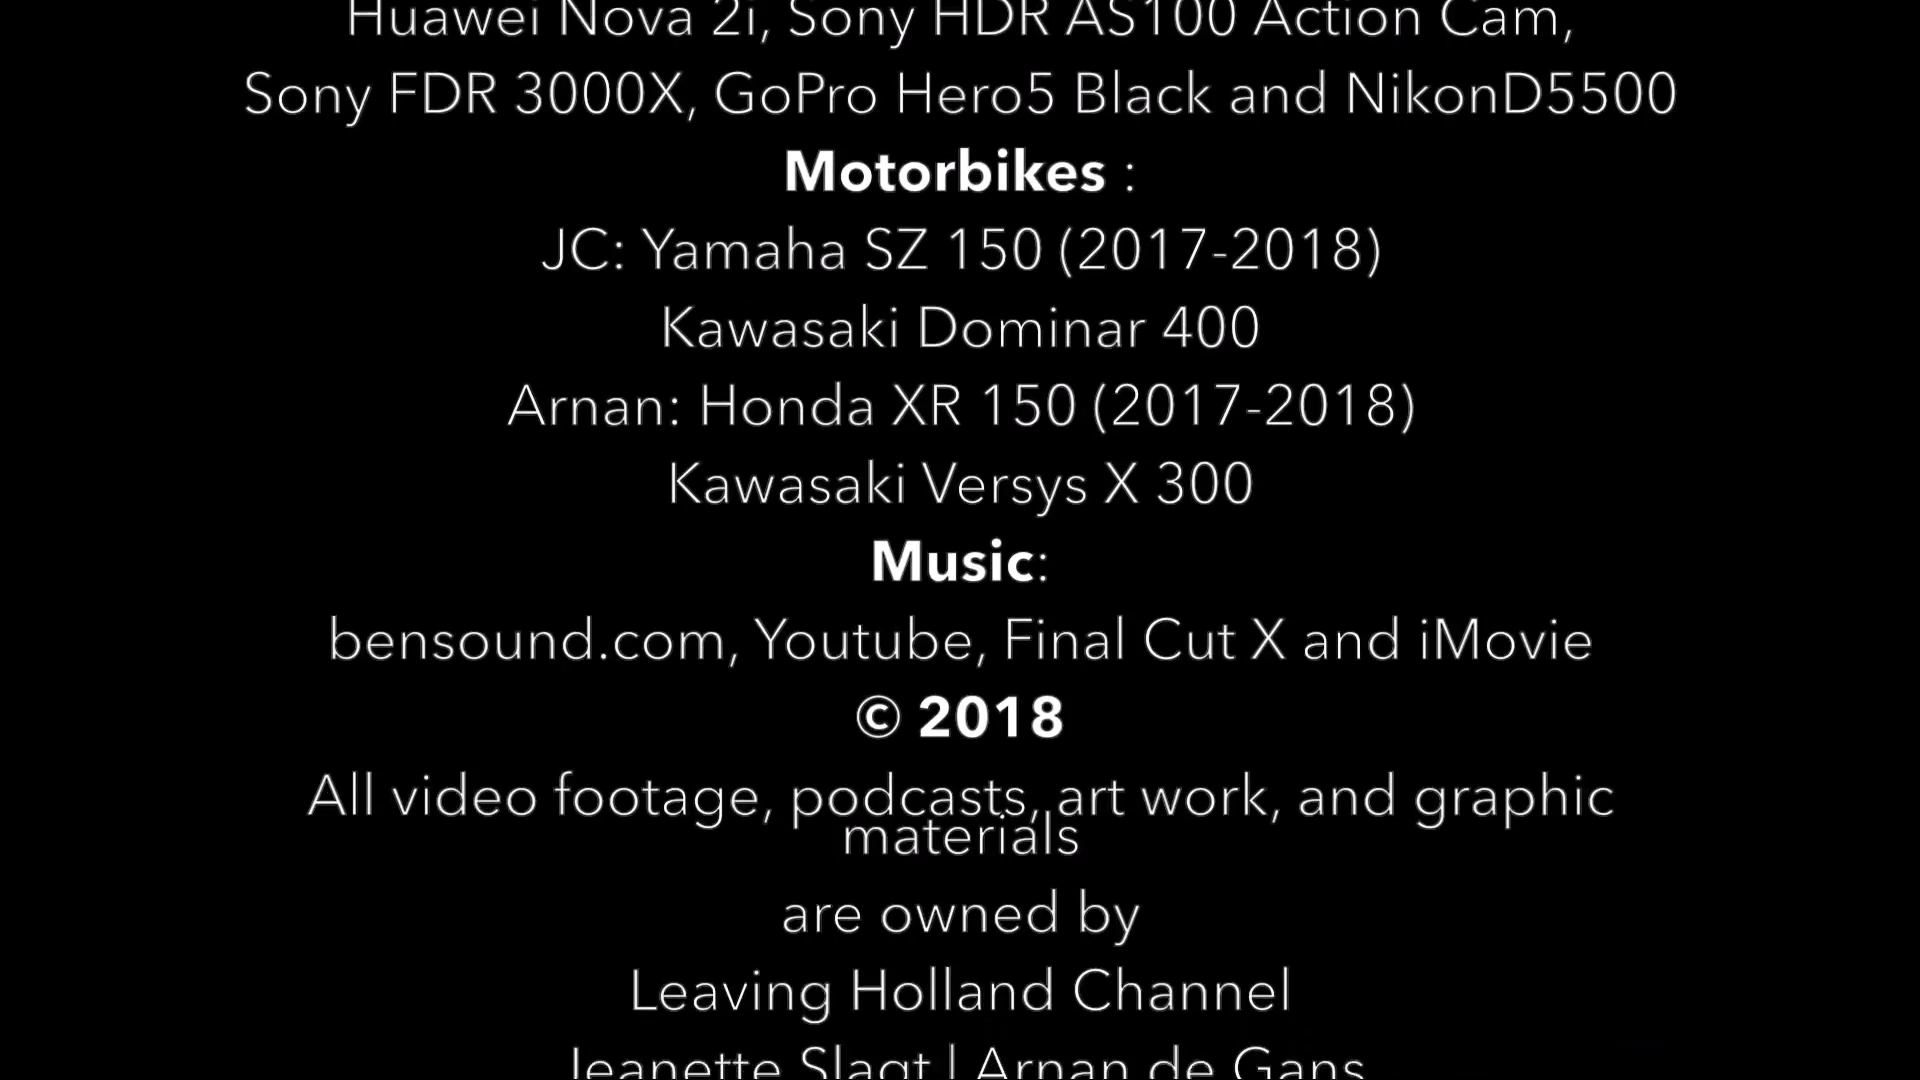 Huawei Nova 2i, Sony HDR AS100 Action Cam,
Sony FDR 3000X, GoPro Hero5 Black and NikonD5500
Motorbikes :
JC: Yamaha SZ 150 (2017-2018)
Kawasaki Dominar 400
Arnan: Honda XR 150 (2017-2018)
Kawasaki Versys X 300
Music:
bensound.com, Youtube, Final Cut X and iMovie
© 2018
All video footage, podcasts, art work, and graphic
materials
are owned by
Leaving Holland Channel
Jeanette Slagt | Arnan de Gans